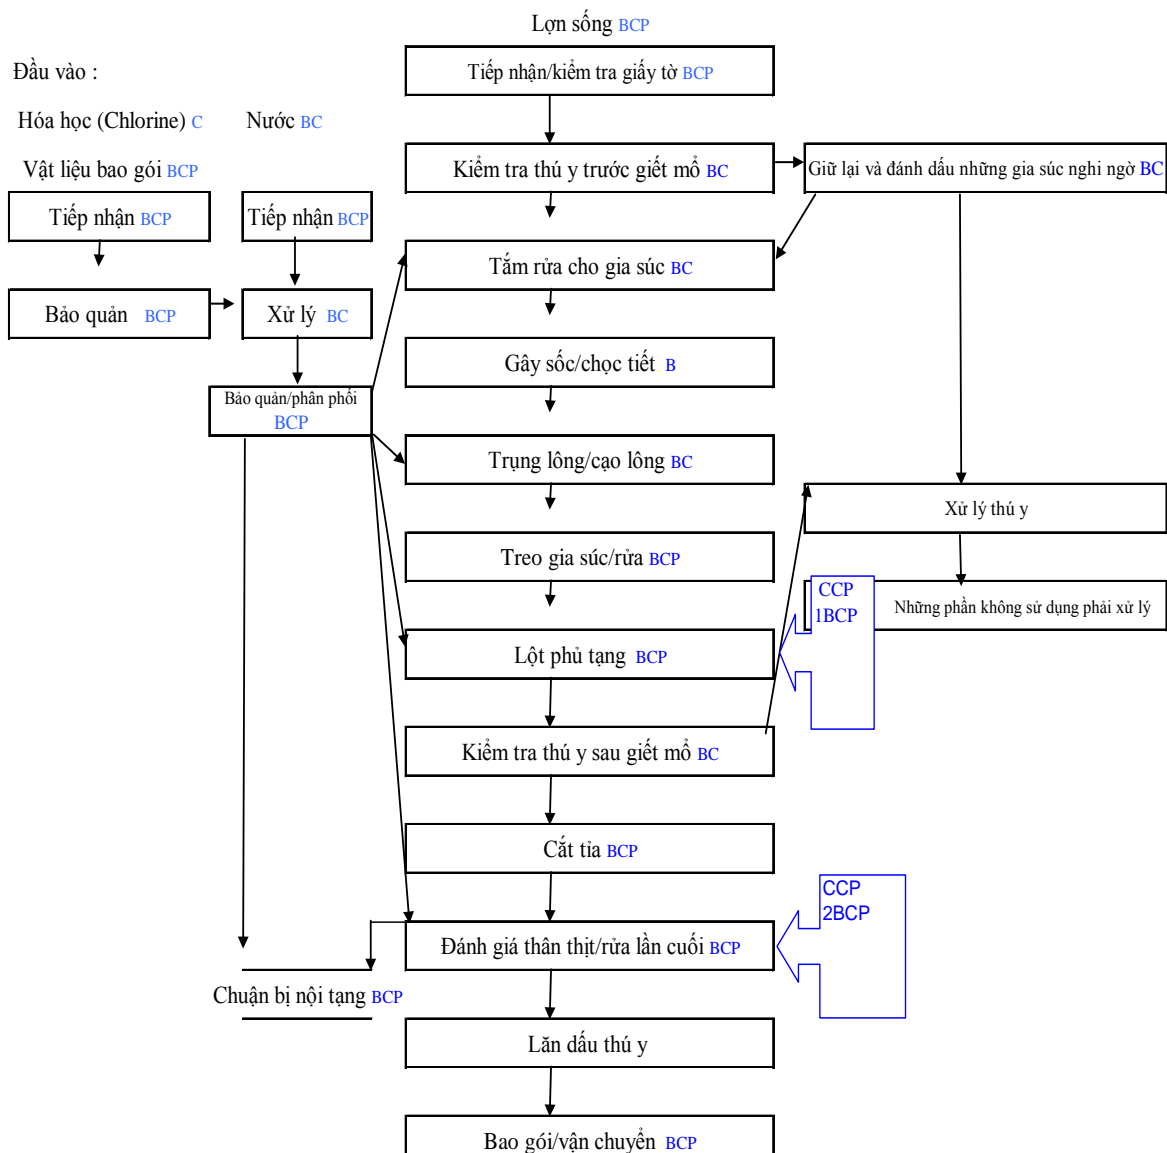 Lợn sống BCP
Tiếp nhận/kiểm tra giấy tờ BCP
Đầu vào :
Hóa học (Chlorine) C
Nước BC
Vật liệu bao gói BCP
Kiểm tra thú y trước giết mổ BC
Giữ lại và đánh dấu những gia súc nghi ngờ BC
Tiếp nhận BCP
Tiếp nhận BCP
Tắm rửa cho gia súc BC
Bảo quản BCP
Xử lý BC
Gây sốc/chọc tiết B
Bảo quản/phân phối
BCP
Trụng lông/cạo lông BC
Xử lý thú y
Treo gia súc/rửa BCP
CCP
1BCP
Những phần không sử dụng phải xử lý
Lột phủ tạng BCP
Kiểm tra thú y sau giết mổ BC
Cắt tỉa BCP
CCP
2BCP
Đánh giá thân thịt/rửa lần cuối BCP
Chuận bị nội tạng BCP
Lăn dấu thú y
Bao gói/vận chuyển BCP